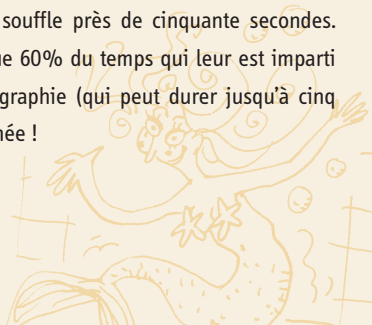 souffle près de cinquante secondes.
ue 60% du temps qui leur est imparti
graphie (qui peut durer jusqu'à cinq
née !